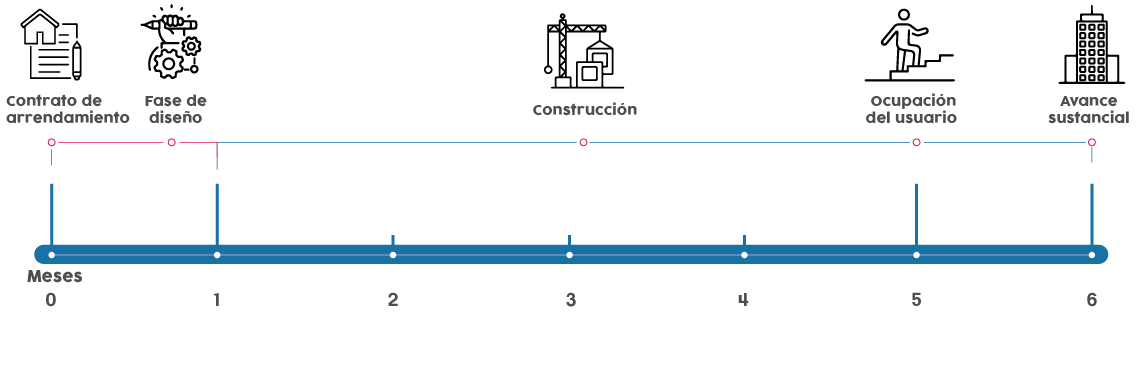 Contrato de
arrendamiento
Fase de
diseño
Construcción
Ocupación
del usuario
Avance
sustancial
Meses
0 1 2 3 4 5 6